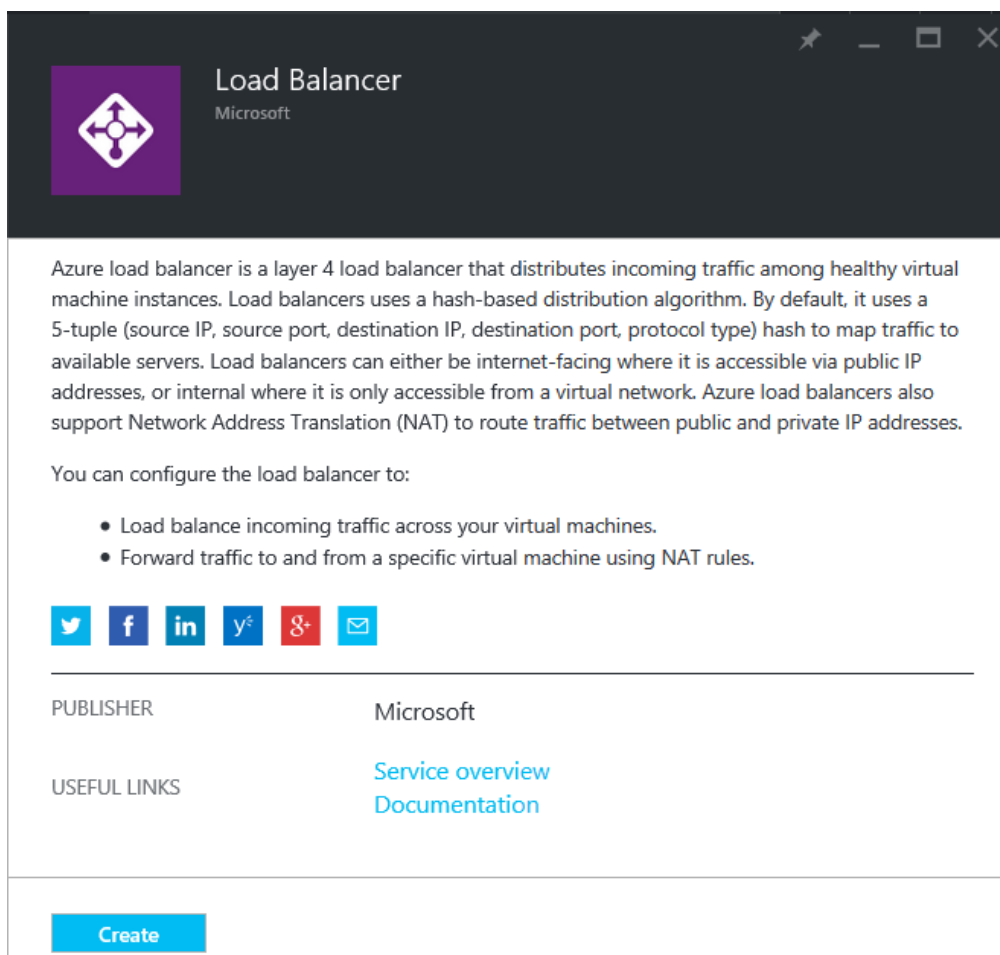 Load Balancer
Microsoft
Azure load balancer is a layer 4 load balancer that distributes incoming traffic among healthy virtual
machine instances. Load balancers uses a hash-based distribution algorithm. By default, it uses a
5-tuple (source IP, source port, destination IP, destination port, protocol type) hash to map traffic to
available servers. Load balancers can either be internet-facing where it is accessible via public IP
addresses, or internal where it is only accessible from a virtual network. Azure load balancers also
support Network Address Translation (NAT) to route traffic between public and private IP addresses.
You can configure the load balancer to:
• Load balance incoming traffic across your virtual machines.
• Forward traffic to and from a specific virtual machine using NAT rules.
f in y 8+
PUBLISHER Microsoft
USEFUL LINKS Service overview
Documentation
Create